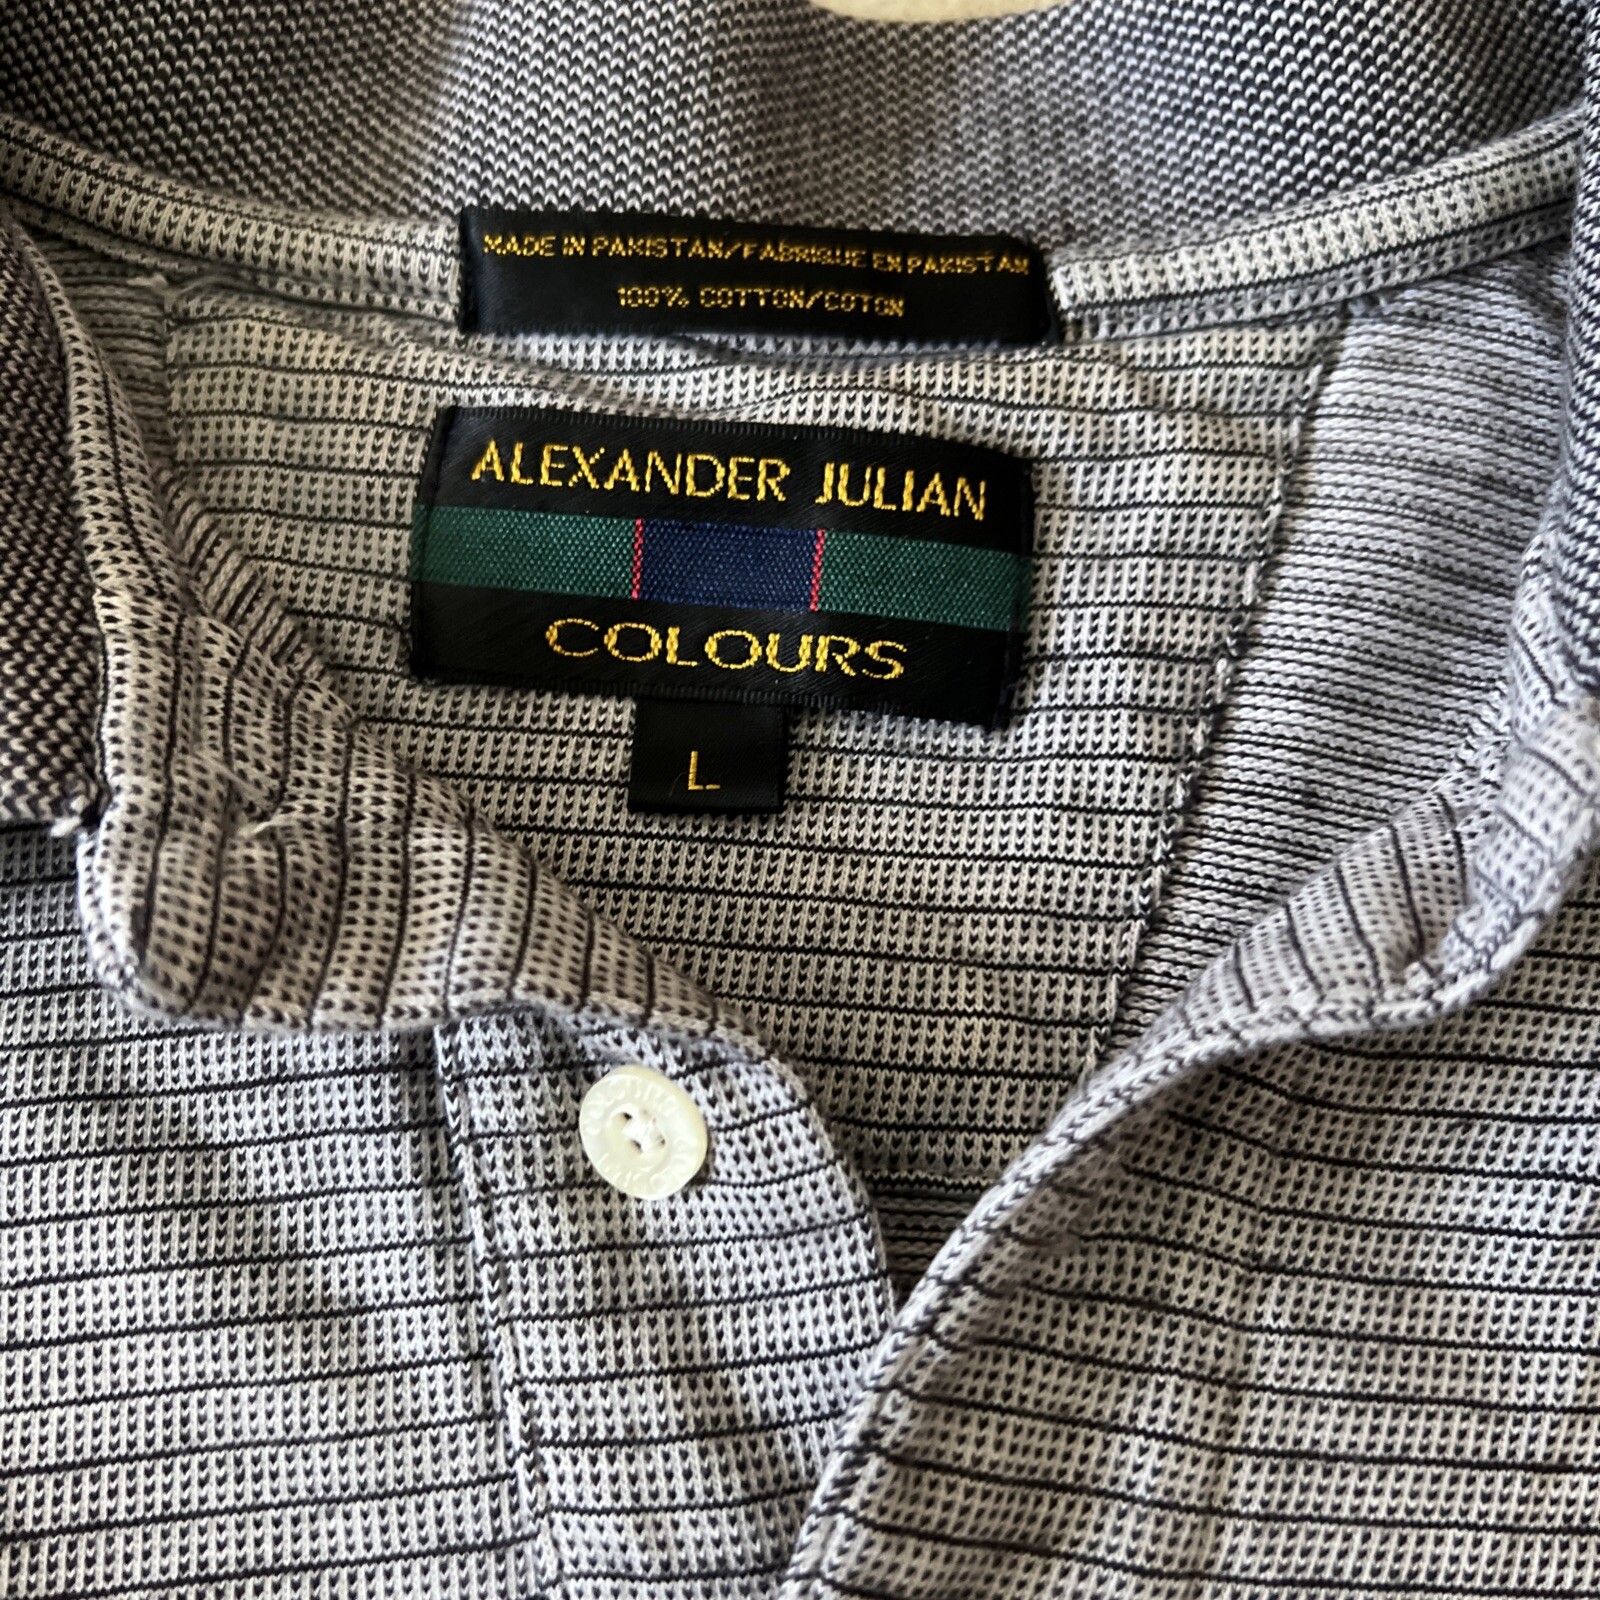 MADE IN PAKISTAN/FABRIQUE EN PAKISTAN
100% COTTON/COTON
ALEXANDER JULIAN
COLOURS
L